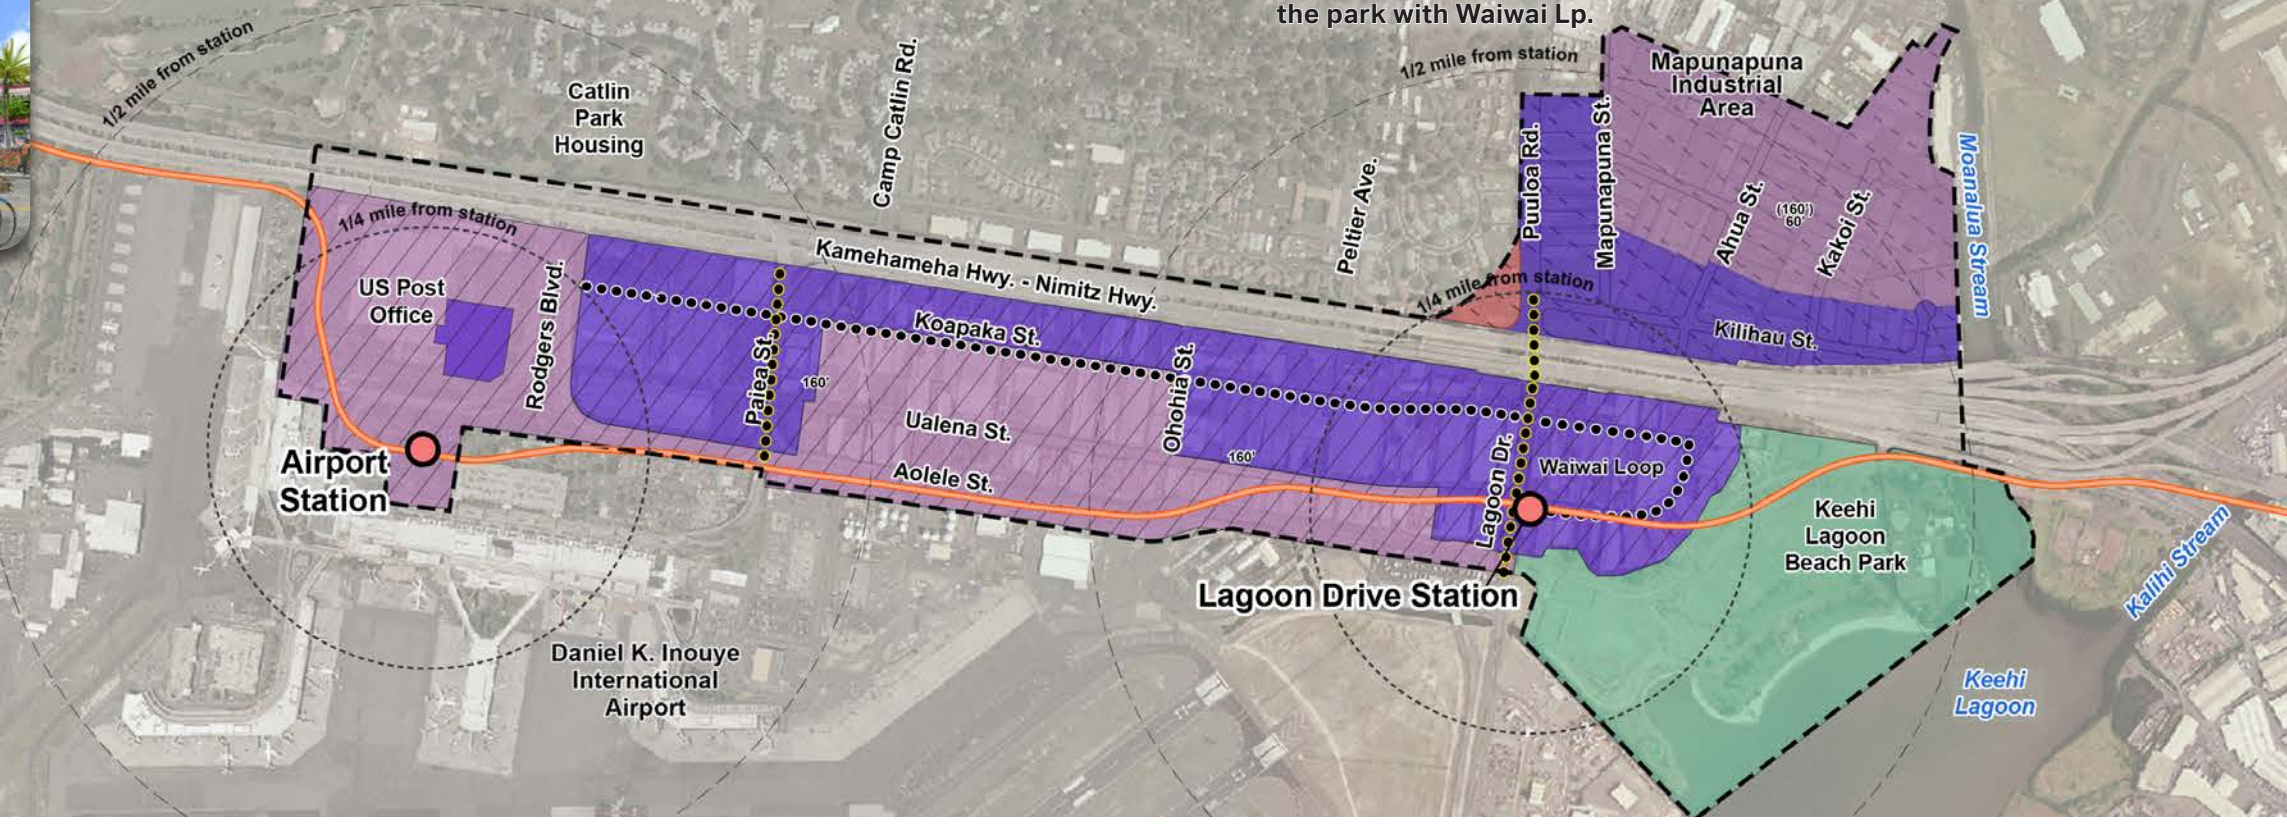 the park with Waiwai Lp.
1/2 mile from station
1/2 mile from station
Catlin
Park
Housing
Camp Catlin Rd.
Peltier Ave.
Puuloa Rd.
Mapunapuna St.
Mapunapuna
Industrial
Area
Ahua St.
(160')
60'
Kakoi St.
Moanalua Stream
1/4 mile from station
US Post
Office
Rodgers Blvd.
Paiea St.
160'
Kamehameha Hwy. - Nimitz Hwy.
Koapaka St.
Ohohia St.
1/4 mile from station
Kilihau St.
Ualena St.
160'
Aolele St.
Lagoon Dr.
Waiwai Loop
Airport
Station
Lagoon Drive Station
Keehi
Lagoon
Beach Park
Kalihi Stream
Daniel K. Inouye
International
Airport
Keehi
Lagoon